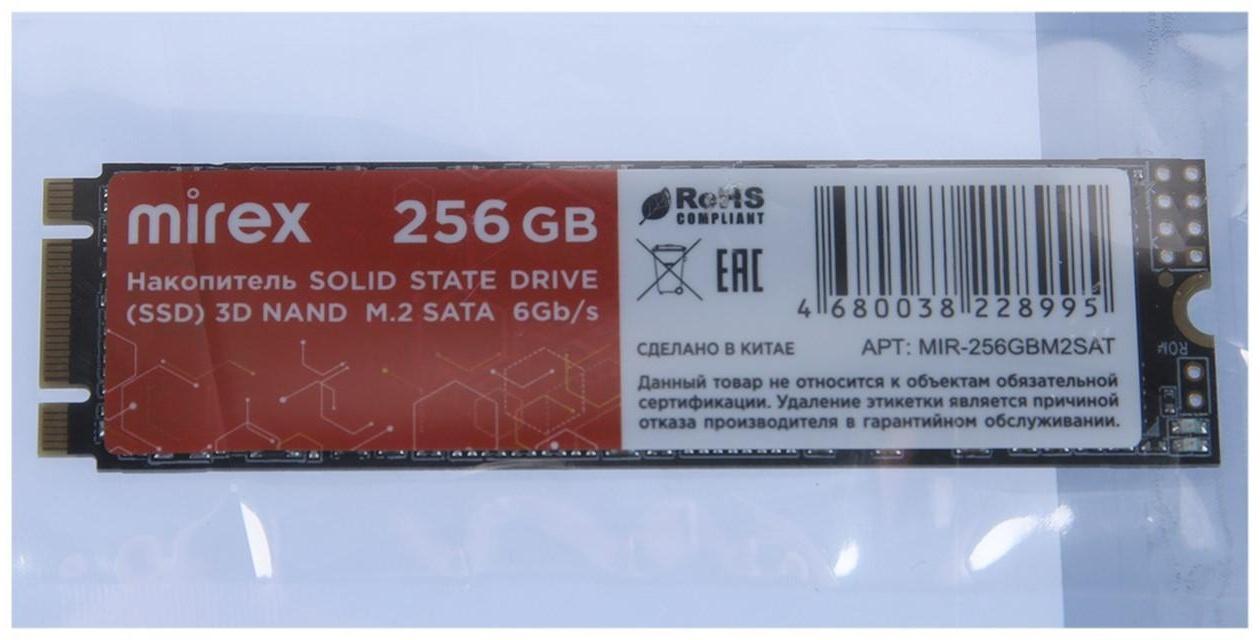 mirex 256 GB
Накопитель SOLID STATE DRIVE
(SSD) 3D NAND M.2 SATA 6Gb/s
RoHS
COMPLIANT
EAC
4 680038 228995
СДЕЛАНО В КИТАЕ АРТ: MIR-256GBM2SAT
Данный товар не относится к объектам обязательной
сертификации. Удаление этикетки является причиной
отказа производителя в гарантийном обслуживании.
ROM